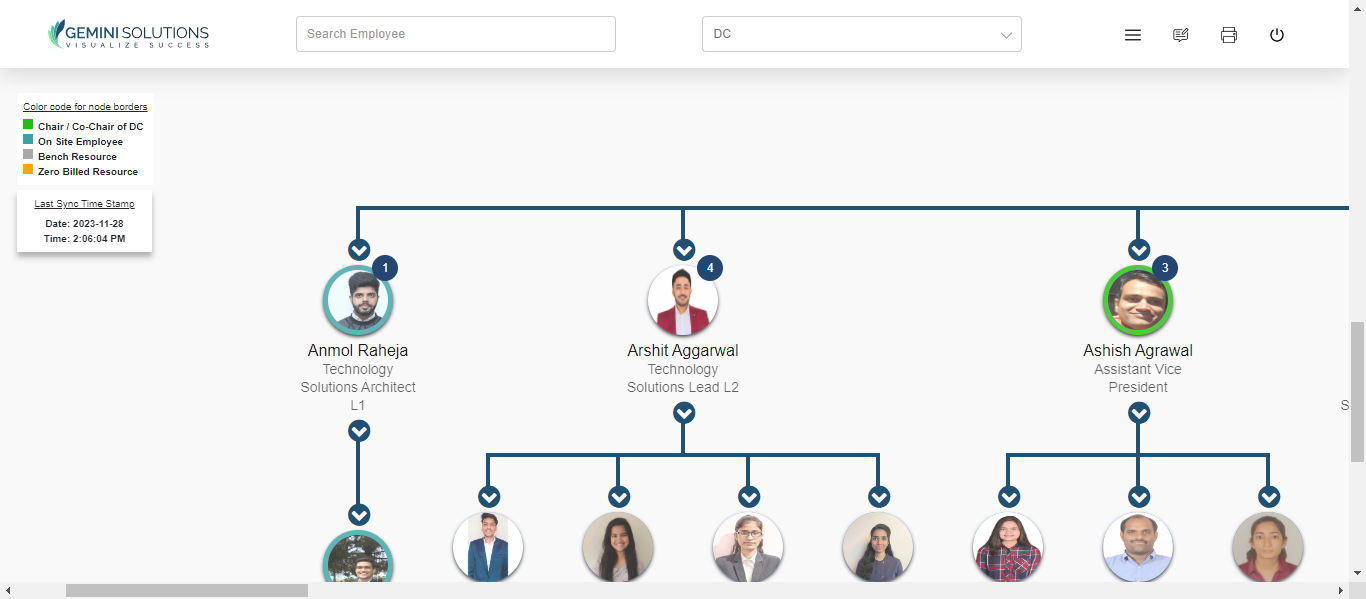 GEMINI SOLUTIONS
VISUALIZE SUCCESS
Search Employee
DC
Color code for node borders
Chair / Co-Chair of DC
On Site Employee
Bench Resource
Zero Billed Resource
Last Sync Time Stamp
Date: 2023-11-28
Time: 2:06:04 PM
1
4
3
Anmol Raheja
Technology
Solutions Architect
L1
Arshit Aggarwal
Technology
Solutions Lead L2
Ashish Agrawal
Assistant Vice
President
S